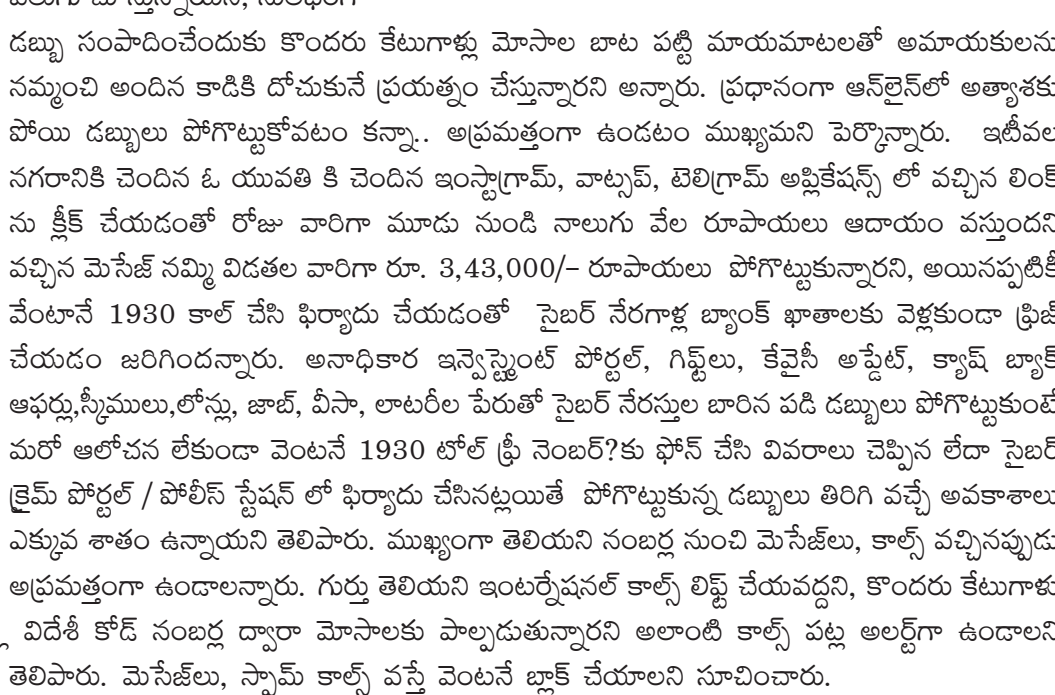 డబ్బు సంపాదించేందుకు కొందరు కేటుగాళ్లు మోసాల బాట పట్టి మాయమాటలతో అమాయకులను
నమ్మంచి అందిన కాడికి దోచుకునే ప్రయత్నం చేస్తున్నారని అన్నారు. ప్రధానంగా ఆన్‌లైన్‌లో అత్యాశకు
పోయి డబ్బులు పోగొట్టుకోవటం కన్నా.. అప్రమత్తంగా ఉండటం ముఖ్యమని పెర్కొన్నారు. ఇటీవల
నగరానికి చెందిన ఓ యువతి కి చెందిన ఇంస్టాగ్రామ్, వాట్సప్, టెలిగ్రామ్ అప్లికేషన్స్ లో వచ్చిన లింక్
ను క్లీక్ చేయడంతో రోజు వారిగా మూడు నుండి నాలుగు వేల రూపాయలు ఆదాయం వస్తుందని
వచ్చిన మెసేజ్ నమ్మి విడతల వారిగా రూ. 3,43,000/- రూపాయలు పోగొట్టుకున్నారని, అయినప్పటికీ
వేంటానే 1930 కాల్ చేసి ఫిర్యాదు చేయడంతో సైబర్ నేరగాళ్ల బ్యాంక్ ఖాతాలకు వెళ్లకుండా ఫ్రిజ్
చేయడం జరిగిందన్నారు. అనాధికార ఇన్వెస్ట్మెంట్ పోర్టల్, గిఫ్ట్‌లు, కేవైసీ అప్డేట్, క్యాష్ బ్యాక్
ఆఫర్లు,స్కీములు,లోన్లు, జాబ్, వీసా, లాటరీల పేరుతో సైబర్ నేరస్తుల బారిన పడి డబ్బులు పోగొట్టుకుంటే
మరో ఆలోచన లేకుండా వెంటనే 1930 టోల్ ఫ్రీ నెంబర్?కు ఫోన్ చేసి వివరాలు చెప్పిన లేదా సైబర్
క్రైమ్ పోర్టల్ / పోలీస్ స్టేషన్ లో ఫిర్యాదు చేసినట్లయితే పోగొట్టుకున్న డబ్బులు తిరిగి వచ్చే అవకాశాలు
ఎక్కువ శాతం ఉన్నాయని తెలిపారు. ముఖ్యంగా తెలియని నంబర్ల నుంచి మెసేజ్‌లు, కాల్స్ వచ్చినప్పుడు
అప్రమత్తంగా ఉండాలన్నారు. గుర్తు తెలియని ఇంటర్నేషనల్ కాల్స్ లిఫ్ట్ చేయవద్దని, కొందరు కేటుగాళు
్ల విదేశీ కోడ్ నంబర్ల ద్వారా మోసాలకు పాల్పడుతున్నారని అలాంటి కాల్స్ పట్ల అలర్ట్‌గా ఉండాలని
తెలిపారు. మెసేజ్‌లు, స్పామ్ కాల్స్ వస్తే వెంటనే బ్లాక్ చేయాలని సూచించారు.